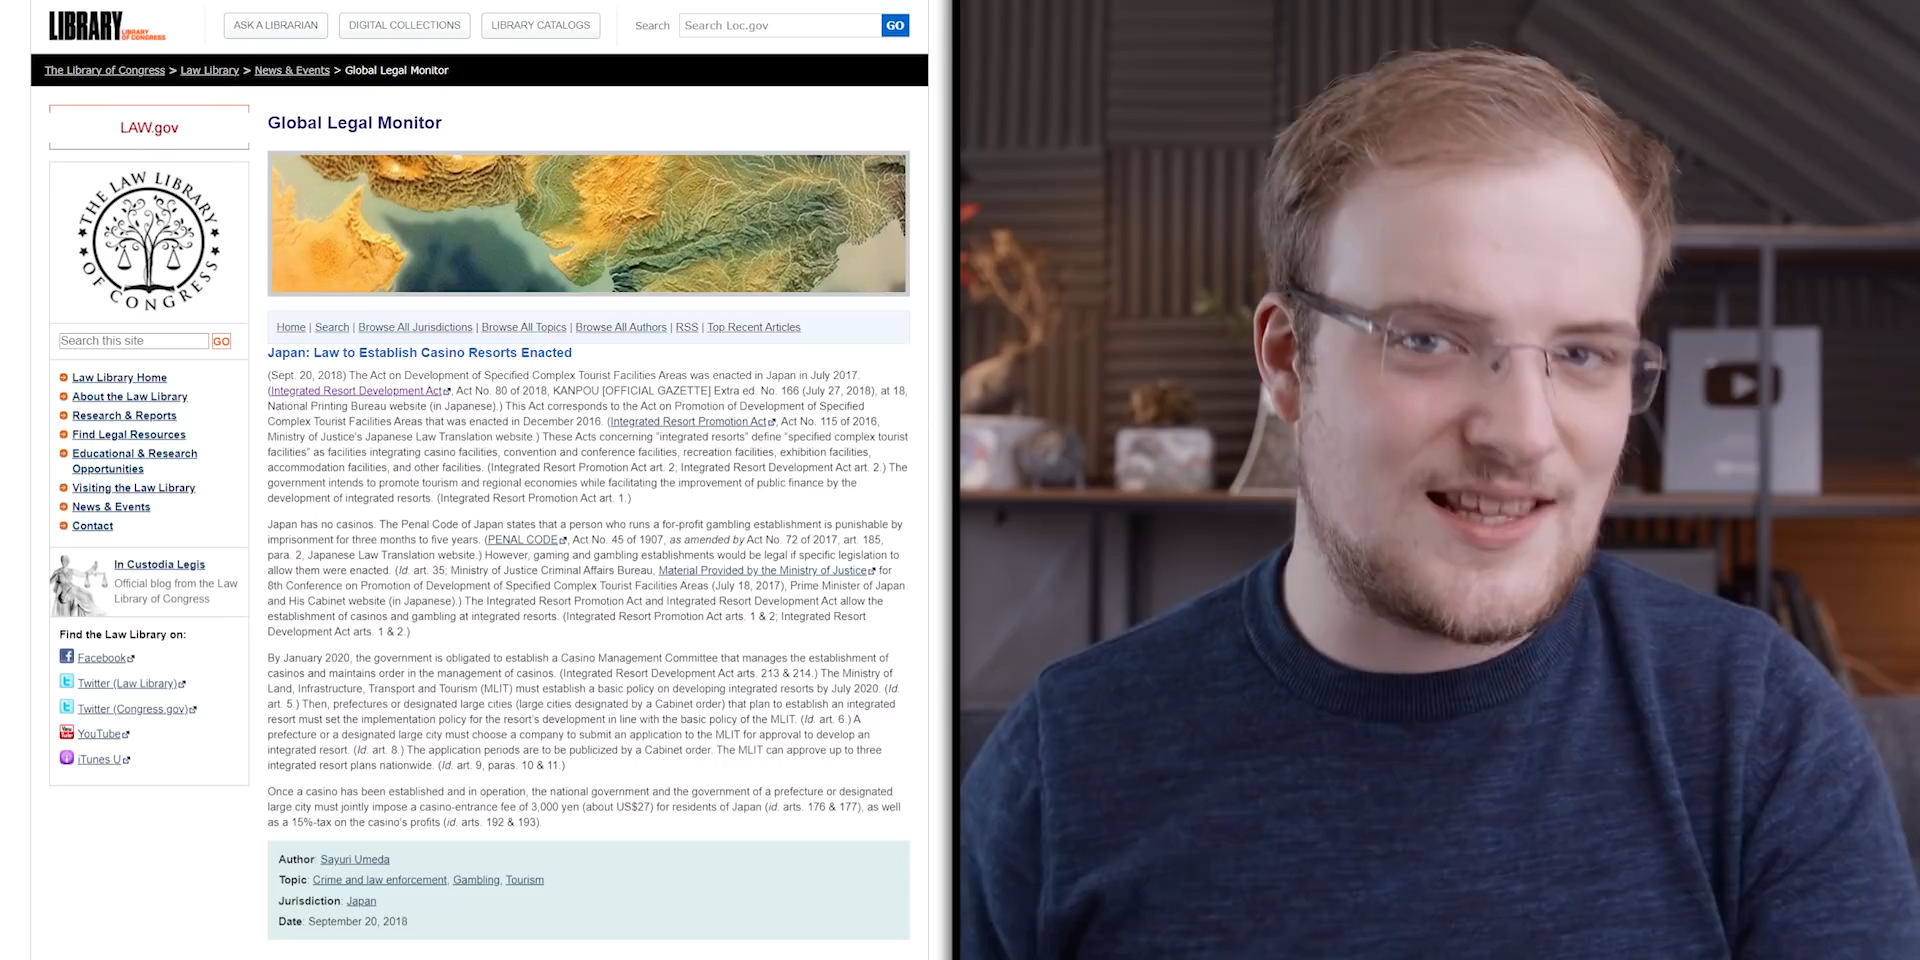 LIBRARY LIBRARY OF CONGRESS
ASK A LIBRARIAN DIGITAL COLLECTIONS LIBRARY CATALOGS Search Search Loc.gov GO
The Library of Congress > Law Library > News & Events > Global Legal Monitor
LAW.gov
THE LAW LIBRARY OF CONGRESS
Search this site GO
Law Library Home
About the Law Library
Research & Reports
Find Legal Resources
Educational & Research
Opportunities
Visiting the Law Library
News & Events
Contact
In Custodia Legis
Official blog from the Law
Library of Congress
Find the Law Library on:
Facebook
Twitter (Law Library)
Twitter (Congress.gov)
YouTube
iTunes U
Global Legal Monitor
Home | Search | Browse All Jurisdictions | Browse All Topics | Browse All Authors | RSS | Top Recent Articles
Japan: Law to Establish Casino Resorts Enacted
(Sept. 20, 2018) The Act on Development of Specified Complex Tourist Facilities Areas was enacted in Japan in July 2017.
(Integrated Resort Development Act, Act No. 80 of 2018, KANPOU [OFFICIAL GAZETTE] Extra ed. No. 166 (July 27, 2018), at 18,
National Printing Bureau website (in Japanese).) This Act corresponds to the Act on Promotion of Development of Specified
Complex Tourist Facilities Areas that was enacted in December 2016. (Integrated Resort Promotion Act, Act No. 115 of 2016,
Ministry of Justice's Japanese Law Translation website.) These Acts concerning "integrated resorts" define "specified complex tourist
facilities" as facilities integrating casino facilities, convention and conference facilities, recreation facilities, exhibition facilities,
accommodation facilities, and other facilities. (Integrated Resort Promotion Act art. 2; Integrated Resort Development Act art. 2.) The
government intends to promote tourism and regional economies while facilitating the improvement of public finance by the
development of integrated resorts. (Integrated Resort Promotion Act art. 1.)
Japan has no casinos. The Penal Code of Japan states that a person who runs a for-profit gambling establishment is punishable by
imprisonment for three months to five years. (PENAL CODE, Act No. 45 of 1907, as amended by Act No. 72 of 2017, art. 185,
para. 2, Japanese Law Translation website.) However, gaming and gambling establishments would be legal if specific legislation to
allow them were enacted. (Id. art. 35; Ministry of Justice Criminal Affairs Bureau, Material Provided by the Ministry of Justice for
8th Conference on Promotion of Development of Specified Complex Tourist Facilities Areas (July 18, 2017), Prime Minister of Japan
and His Cabinet website (in Japanese).) The Integrated Resort Promotion Act and Integrated Resort Development Act allow the
establishment of casinos and gambling at integrated resorts. (Integrated Resort Promotion Act arts. 1 & 2; Integrated Resort
Development Act arts. 1 & 2.)
By January 2020, the government is obligated to establish a Casino Management Committee that manages the establishment of
casinos and maintains order in the management of casinos. (Integrated Resort Development Act arts. 213 & 214.) The Ministry of
Land, Infrastructure, Transport and Tourism (MLIT) must establish a basic policy on developing integrated resorts by July 2020. (Id.
art. 5.) Then, prefectures or designated large cities (large cities designated by a Cabinet order) that plan to establish an integrated
resort must set the implementation policy for the resort's development in line with the basic policy of the MLIT. (Id. art. 6.) A
prefecture or a designated large city must choose a company to submit an application to the MLIT for approval to develop an
integrated resort. (Id. art. 8.) The application periods are to be publicized by a Cabinet order. The MLIT can approve up to three
integrated resort plans nationwide. (Id. art. 9, paras. 10 & 11.)
Once a casino has been established and in operation, the national government and the government of a prefecture or designated
large city must jointly impose a casino-entrance fee of 3,000 yen (about US$27) for residents of Japan (id. arts. 176 & 177), as well
as a 15%-tax on the casino's profits (id. arts. 192 & 193).
Author: Sayuri Umeda
Topic: Crime and law enforcement, Gambling, Tourism
Jurisdiction: Japan
Date: September 20, 2018